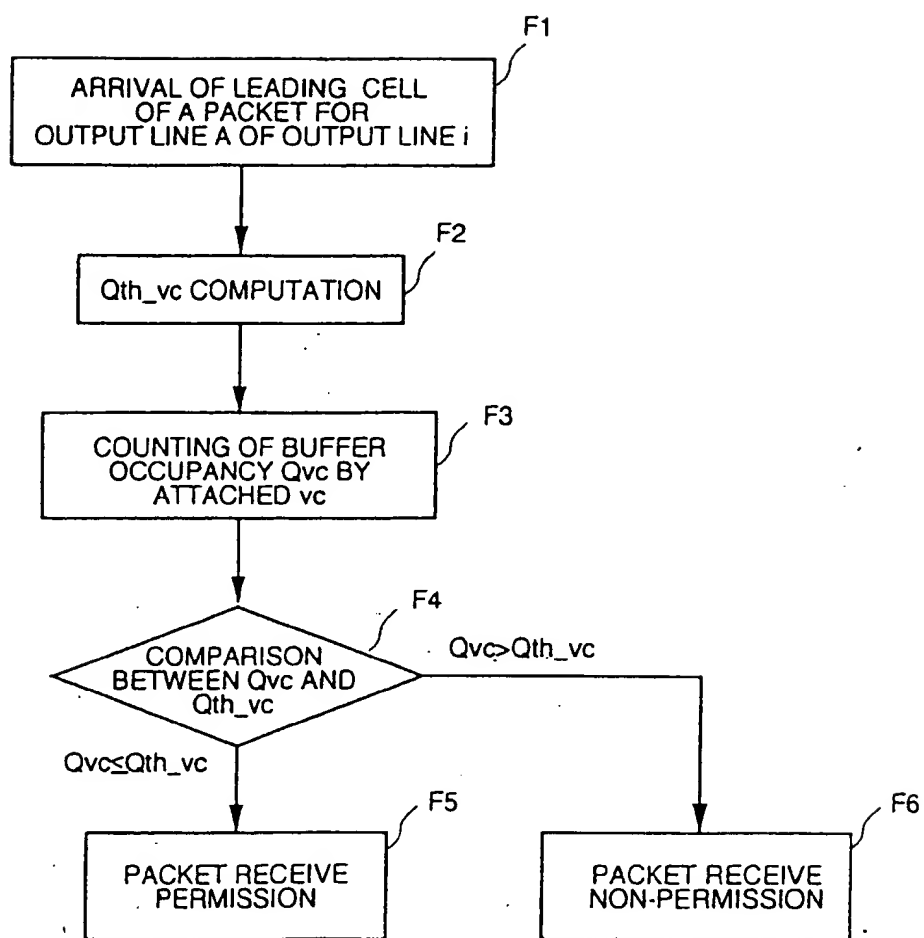 F1
ARRIVAL OF LEADING CELL
OF A PACKET FOR
OUTPUT LINE A OF OUTPUT LINE i
F2
Qth_vc COMPUTATION
F3
COUNTING OF BUFFER
OCCUPANCY Qvc BY
ATTACHED vc
F4
COMPARISON
BETWEEN Qvc AND
Qth_vc
Qvc>Qth_vc
Qvc≤Qth_vc
F5
PACKET RECEIVE
PERMISSION
F6
PACKET RECEIVE
NON-PERMISSION